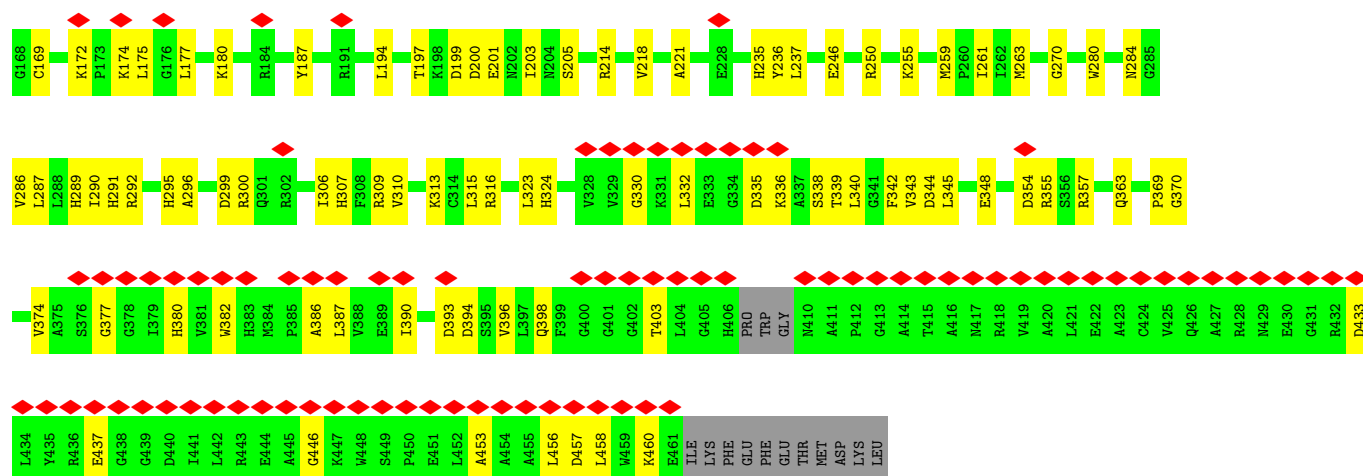 G168 C169 K172 P173 K174 L175 G176 L177 K180 R184 Y187 R191 L194 T197 K198 D199 D200 E201 N202 I203 N204 S205 R214 V218 A221 E228 H235 Y236 L237 E246 R250 K255 M259 P260 I261 I262 M263 G270 W280 N284 G285
V286 L287 L288 H289 I290 H291 R292 H295 A296 D299 R300 Q301 R302 I306 H307 F308 R309 V310 K313 C314 L315 R316 L323 H324 V328 V329 G330 K331 L332 E333 G334 D335 K336 A337 S338 T339 L340 G341 F342 V343 D344 L345 E348 D354 R355 S356 R357 Q363 P369 G370
V374 A375 S376 G377 G378 I379 H380 V381 W382 H383 M384 P385 A386 L387 V388 E389 I390 D393 D394 S395 V396 L397 Q398 F399 G400 G401 G402 T403 L404 G405 H406 PRO TRP GLY N410 A411 P412 G413 A414 T415 A416 N417 R418 V419 A420 L421 E422 A423 C424 V425 Q426 A427 R428 N429 E430 G431 R432 D433
L434 Y435 R436 E437 G438 G439 D440 I441 L442 R443 E444 A445 G446 K447 W448 S449 P450 E451 L452 A453 A454 A455 L456 D457 L458 W459 K460 E461 ILE LYS PHE GLU PHE GLU THR MET ASP LYS LEU